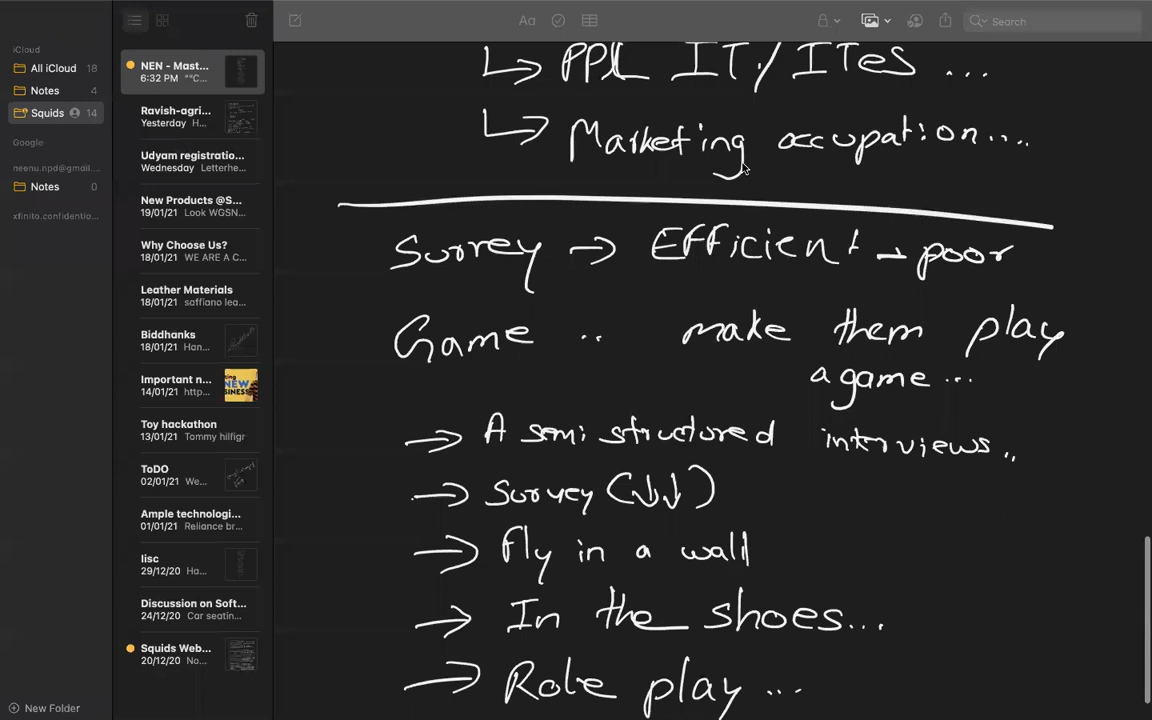 iCloud
All iCloud 18
Notes 4
Squids 14
Google
neenu.npd@gmail....
Notes 0
xfinito.confidentio...
New Folder
NEN - Mast...
6:32 PM "*C...
Ravish-agri...
Yesterday H...
Udyam registratio...
Wednesday Letterhe...
New Products @S...
19/01/21 Look WGSN...
Why Choose Us?
18/01/21 WE ARE A C...
Leather Materials
18/01/21 saffiano lea...
Biddhanks
18/01/21 Han...
Important n...
14/01/21 http...
Toy hackathon
13/01/21 Tommy hilfigr
ToDO
02/01/21 We...
Ample technologi...
01/01/21 Reliance br...
Iisc
29/12/20 Ha...
Discussion on Soft...
24/12/20 Car seatin...
Squids Web...
20/12/20 No...
Aa
Search
↳ PPL IT / ITes ...
↳ Marketing occupation....
Survey → Efficient - poor
Game .. make them play
a game...
→ A semi structured interviews..
→ Survey (↓↓)
→ Fly in a wall
→ In the shoes...
→ Role play ...